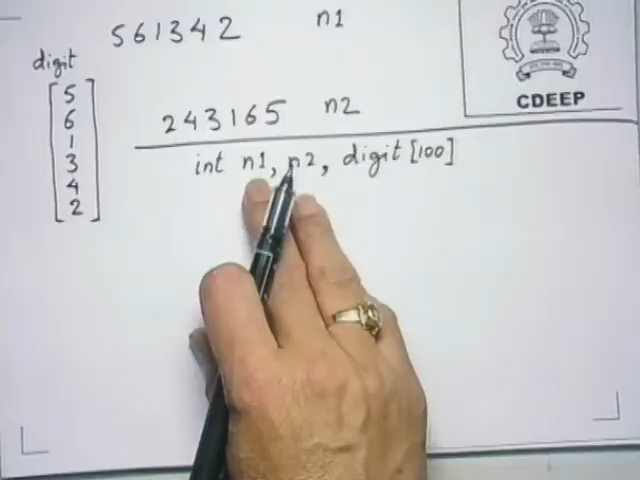 561342 n1
digit
5
6
1
3
4
2
243165 n2
int n1, n2, digit [100]
CDEEP